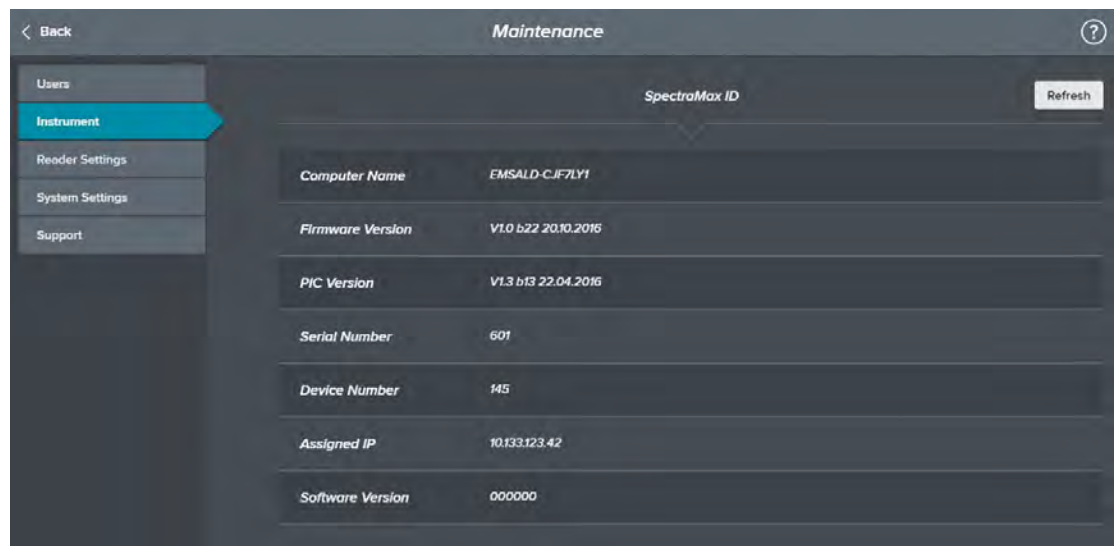 Back
Maintenance
?
Users
Instrument
Reader Settings
System Settings
Support
SpectraMax ID
Refresh
Computer Name EMSALD-CJF7LY1
Firmware Version V1.0 b22 20.10.2016
PIC Version V1.3 b13 22.04.2016
Serial Number 601
Device Number 145
Assigned IP 10.133.123.42
Software Version 000000